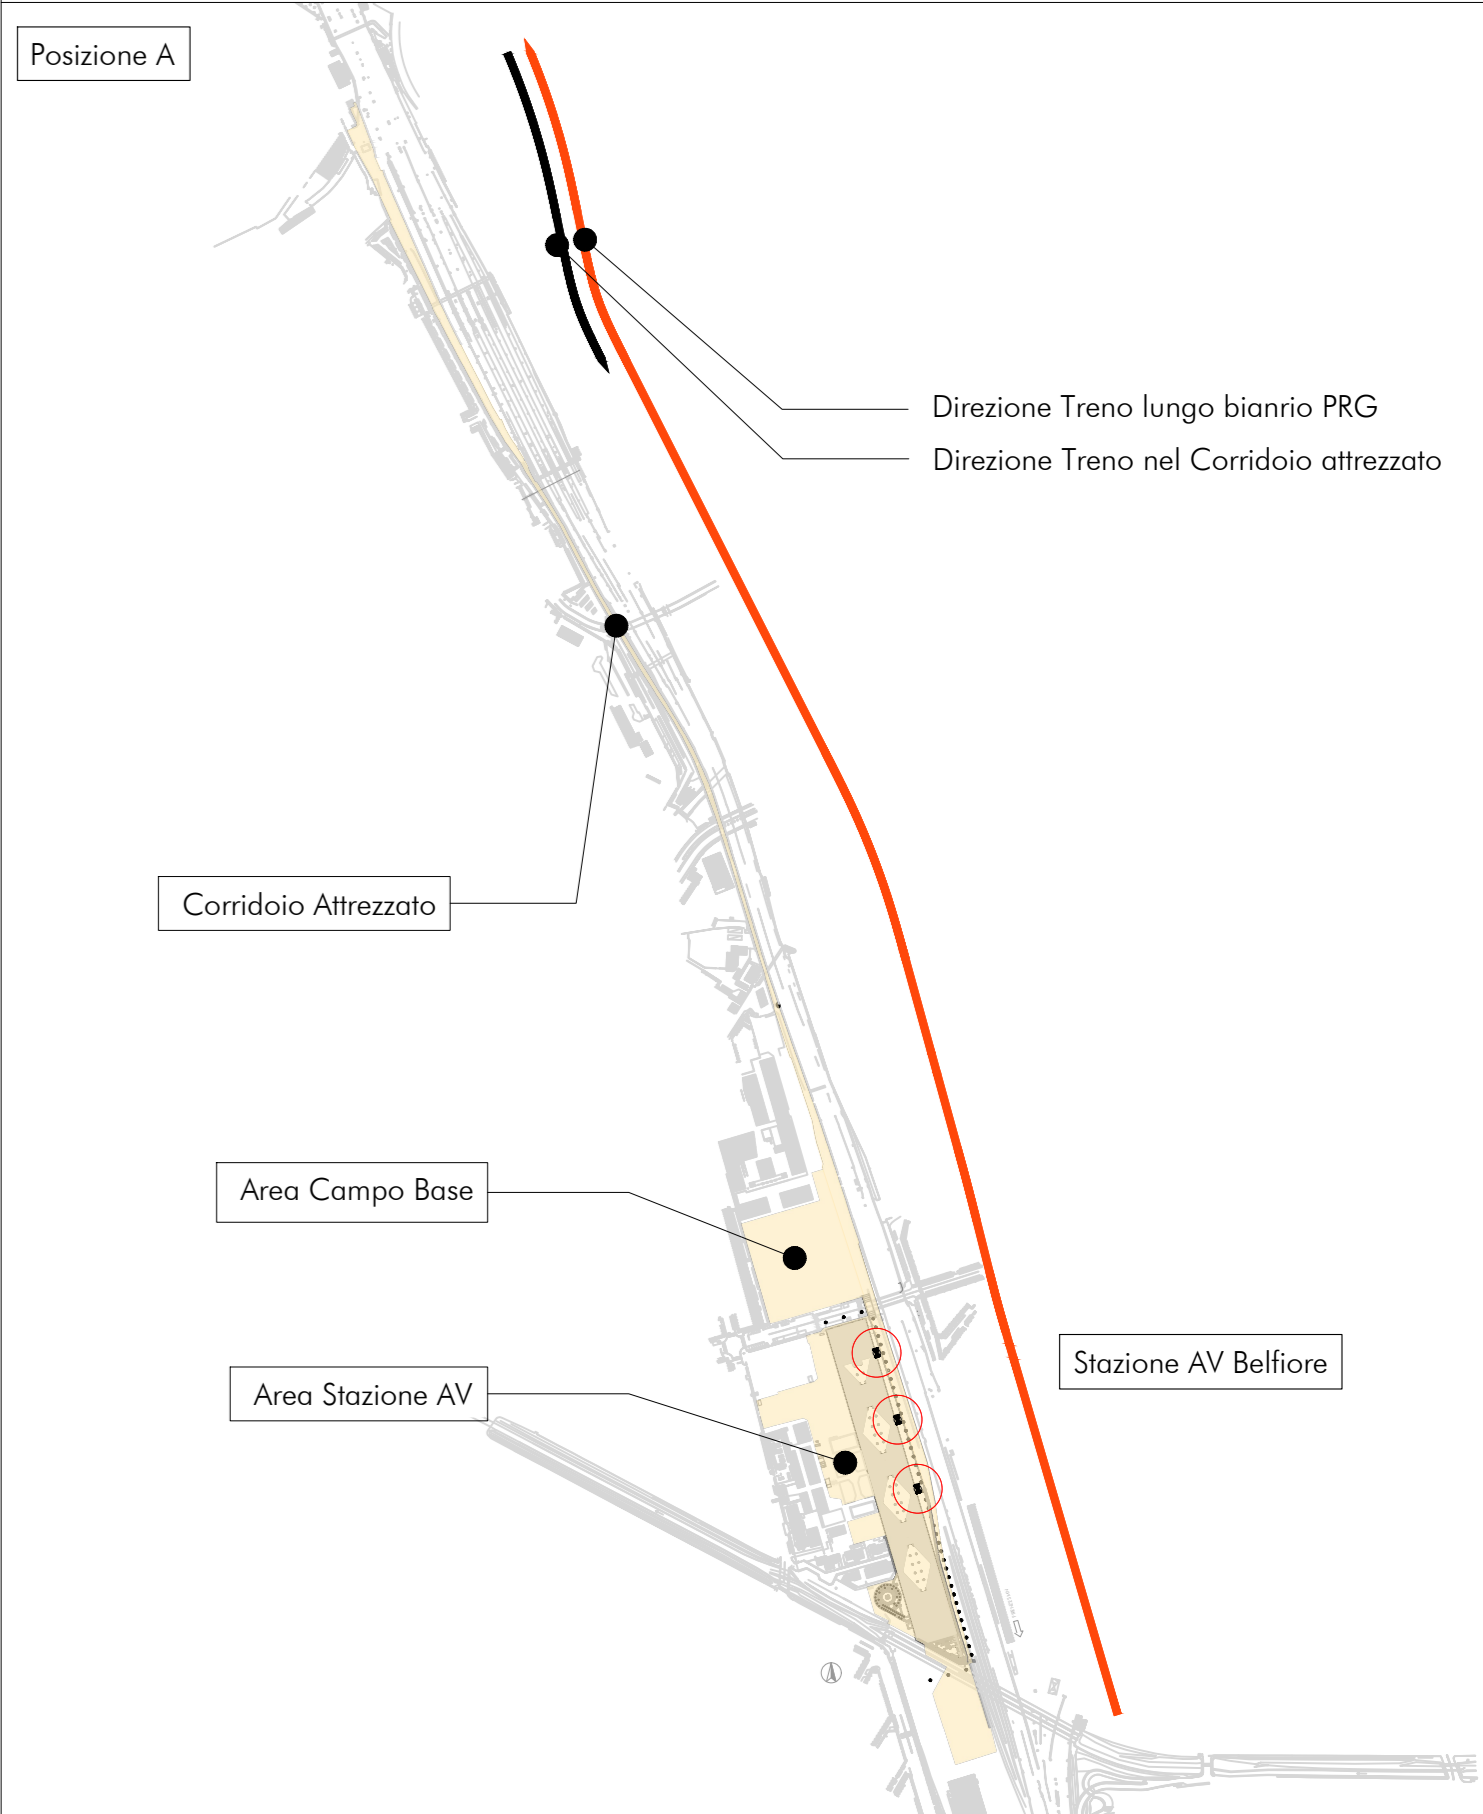 Posizione A
Direzione Treno lungo bianrio PRG
Direzione Treno nel Corridoio attrezzato
Corridoio Attrezzato
Area Campo Base
Stazione AV Belfiore
Area Stazione AV